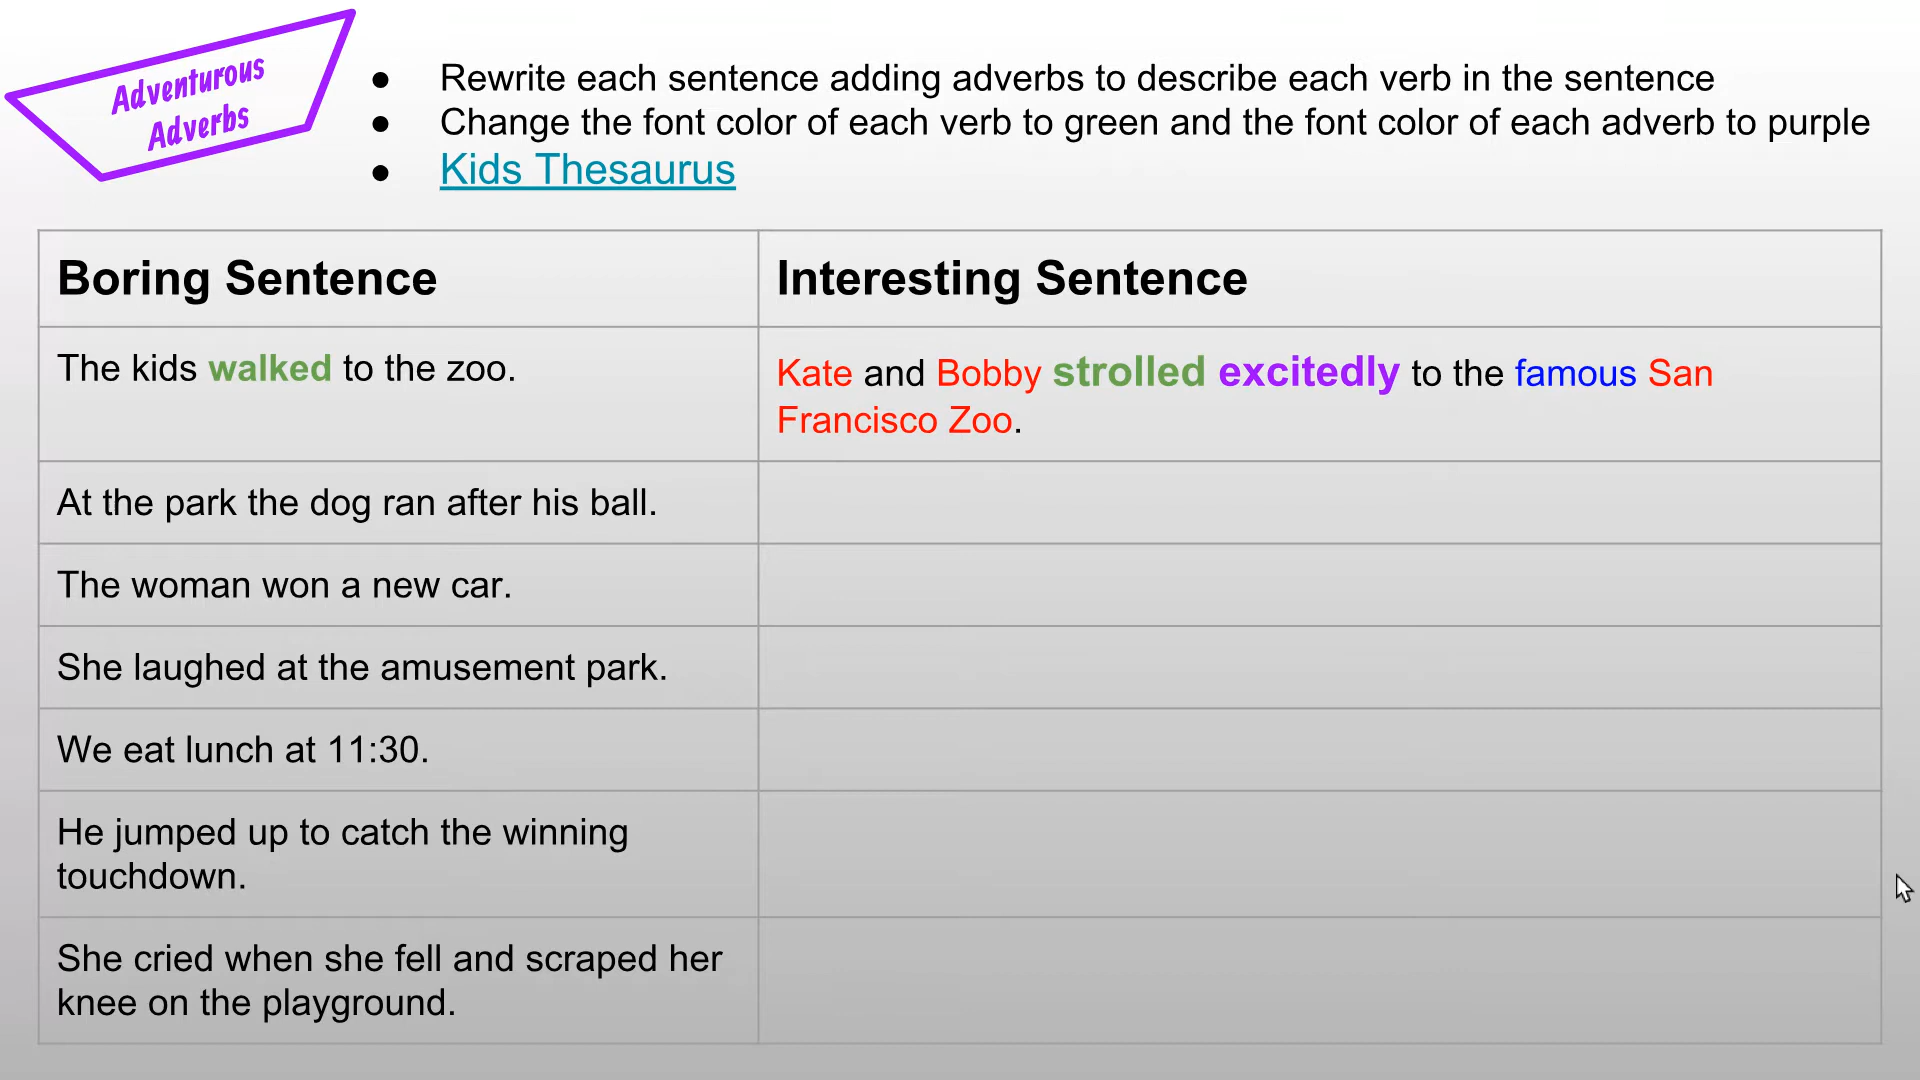 Adventurous
Adverbs
● Rewrite each sentence adding adverbs to describe each verb in the sentence
● Change the font color of each verb to green and the font color of each adverb to purple
● Kids Thesaurus
Boring Sentence
Interesting Sentence
The kids walked to the zoo.
Kate and Bobby strolled excitedly to the famous San
Francisco Zoo.
At the park the dog ran after his ball.
The woman won a new car.
She laughed at the amusement park.
We eat lunch at 11:30.
He jumped up to catch the winning
touchdown.
She cried when she fell and scraped her
knee on the playground.